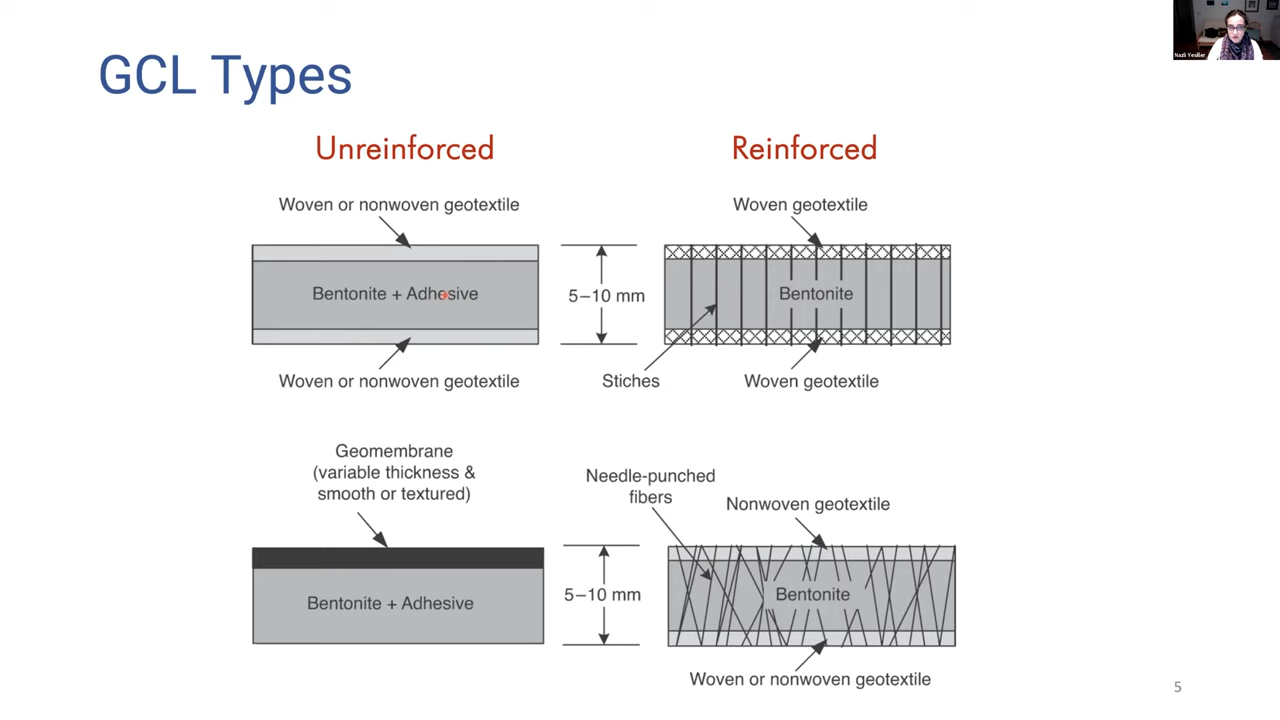 Nazli Yesiller
GCL Types
Unreinforced
Reinforced
Woven or nonwoven geotextile
Woven geotextile
Bentonite + Adhesive
5–10 mm
Bentonite
Woven or nonwoven geotextile
Stiches
Woven geotextile
Geomembrane
(variable thickness &
smooth or textured)
Needle-punched
fibers
Nonwoven geotextile
Bentonite + Adhesive
5–10 mm
Bentonite
Woven or nonwoven geotextile
5